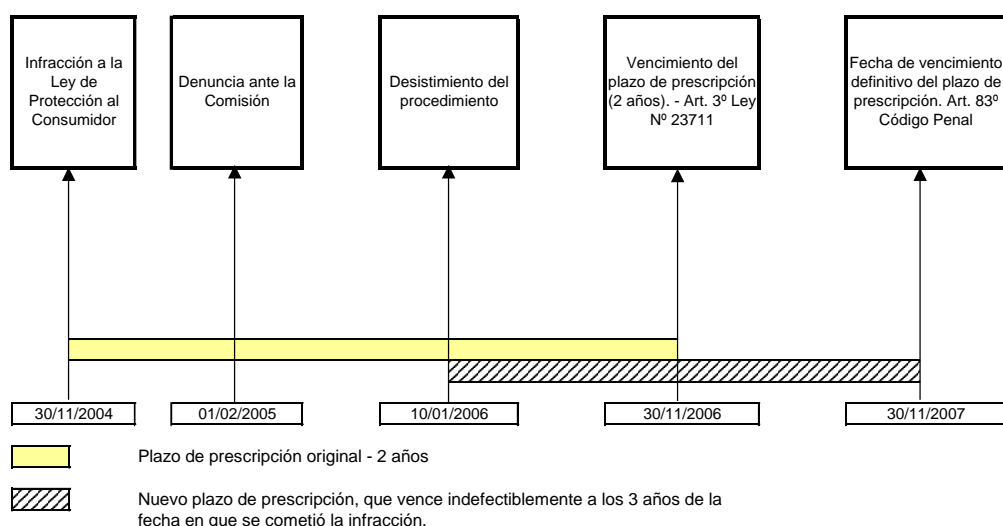 Infracción a la
Ley de
Protección al
Consumidor
Denuncia ante la
Comisión
Desistimiento del
procedimiento
Vencimiento del
plazo de prescripción
(2 años). - Art. 3º Ley
Nº 23711
Fecha de vencimiento
definitivo del plazo de
prescripción. Art. 83º
Código Penal
30/11/2004
01/02/2005
10/01/2006
30/11/2006
30/11/2007
Plazo de prescripción original - 2 años
Nuevo plazo de prescripción, que vence indefectiblemente a los 3 años de la
fecha en que se cometió la infracción.